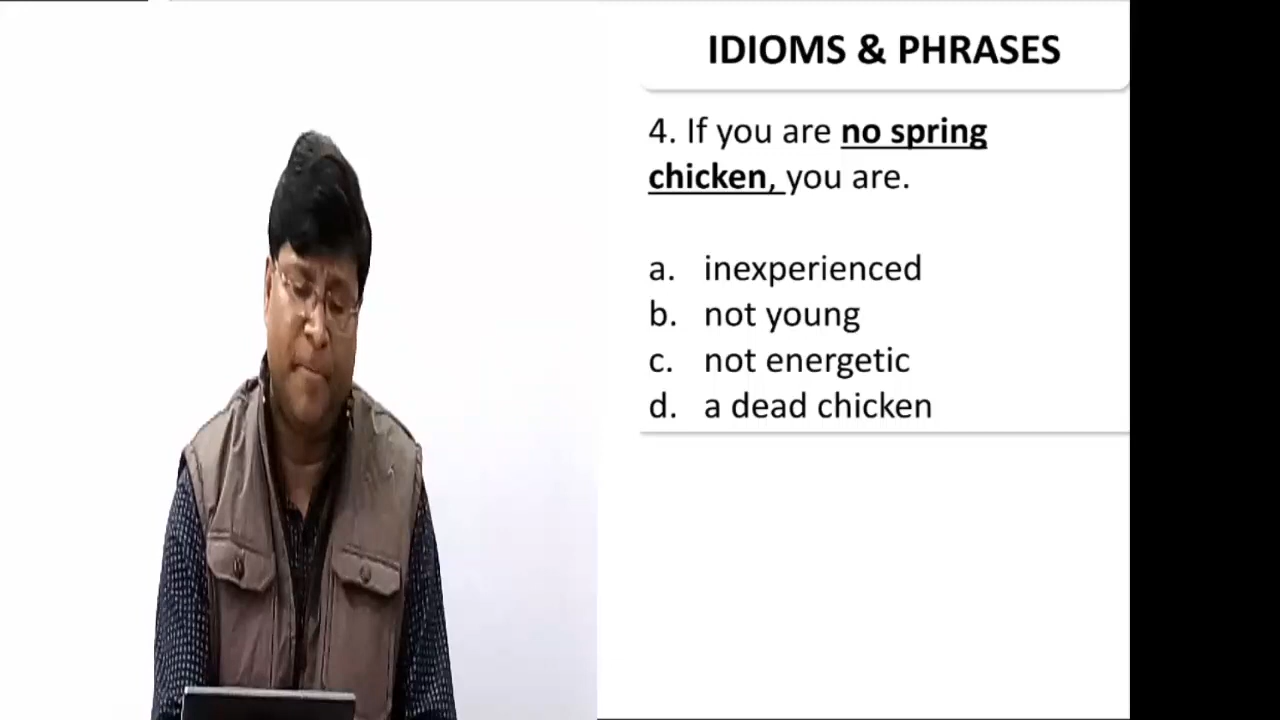 IDIOMS & PHRASES
4. If you are no spring
chicken, you are.
a. inexperienced
b. not young
c. not energetic
d. a dead chicken